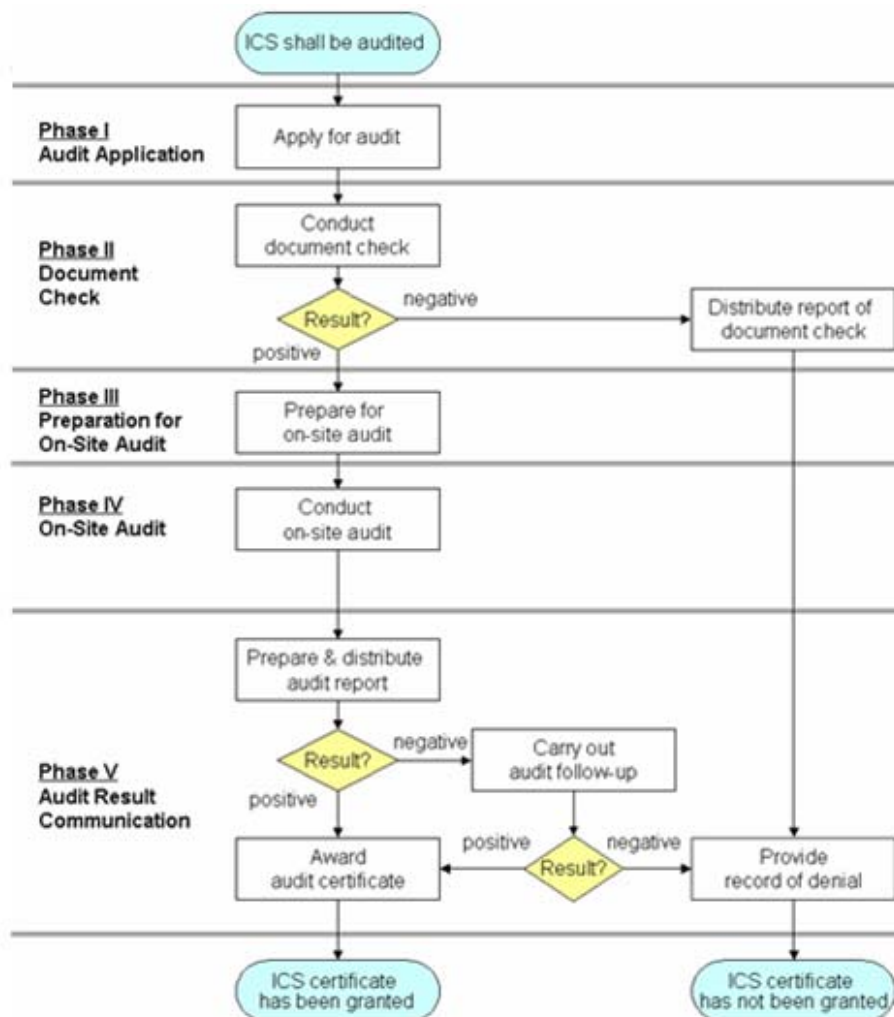 ICS shall be audited
Phase I
Audit Application
Apply for audit
Phase II
Document
Check
Conduct
document check
Result?
negative
positive
Distribute report of
document check
Phase III
Preparation for
On-Site Audit
Prepare for
on-site audit
Phase IV
On-Site Audit
Conduct
on-site audit
Phase V
Audit Result
Communication
Prepare & distribute
audit report
Result?
negative
positive
Carry out
audit follow-up
positive
Result?
negative
Award
audit certificate
Provide
record of denial
ICS certificate
has been granted
ICS certificate
has not been granted